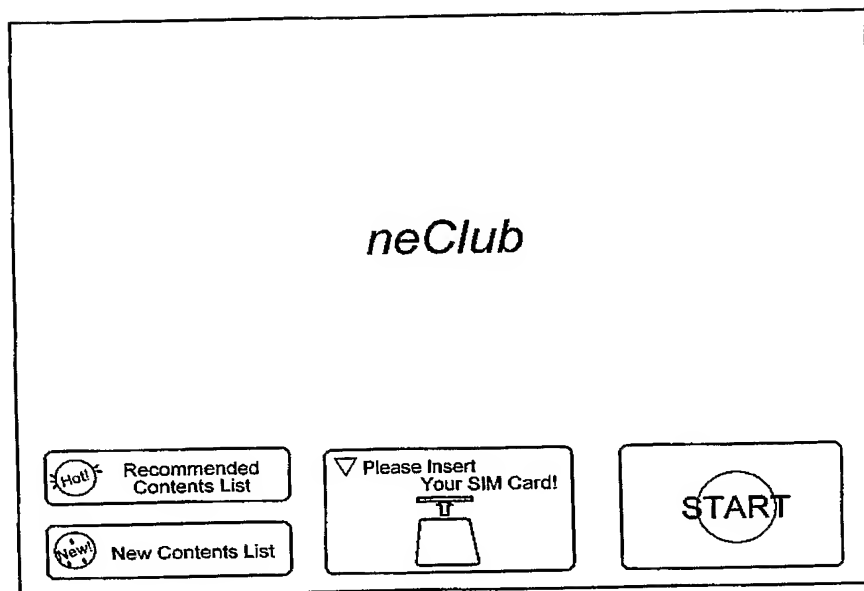 neClub
Hot!
Recommended
Contents List
New!
New Contents List
▽ Please Insert
Your SIM Card!
START